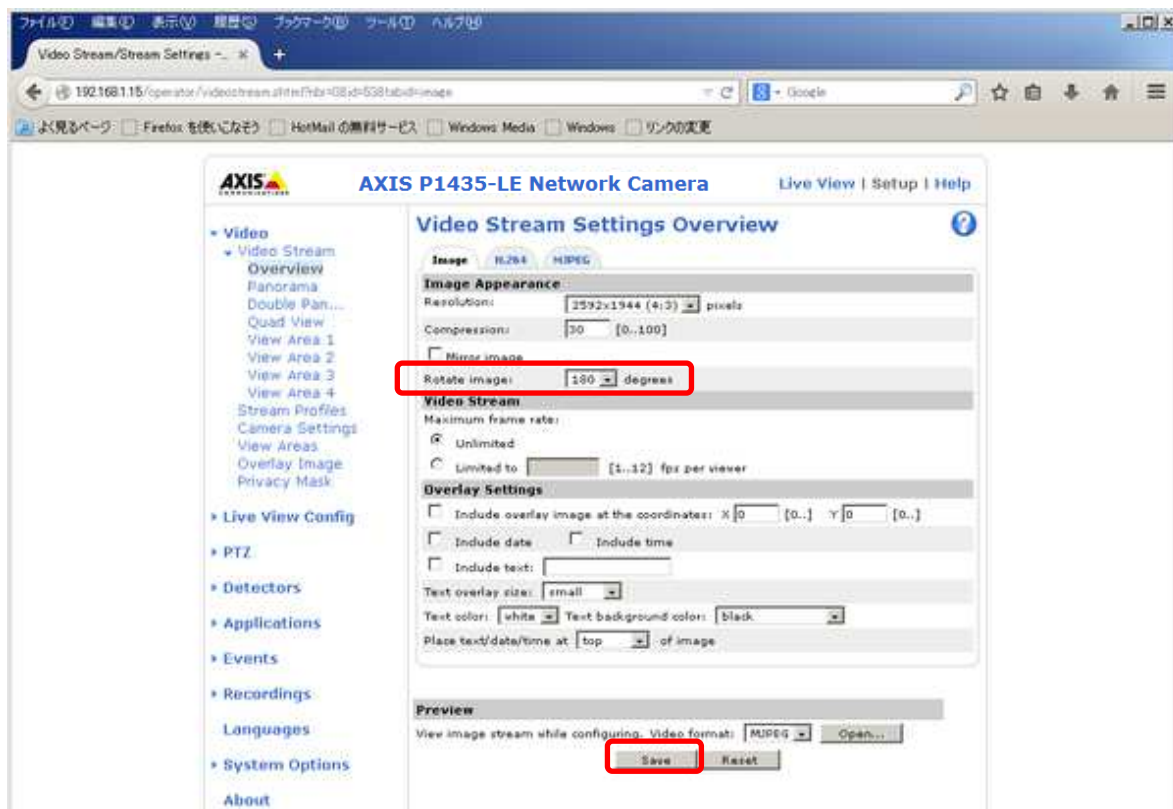 ファイル(F) 編集(E) 表示(V) 履歴(S) ブックマーク(B) ツール(T) ヘルプ(H)
Video Stream/Stream Settings -...
192.168.1.15/operator/videostream.shtml?nbr=0&id=538tabid=image
Google
よく見るページ Firefox を使いこなそう HotMail の無料サービス Windows Media Windows リンクの変更
AXIS
COMMUNICATIONS
AXIS P1435-LE Network Camera
Live View | Setup | Help
Video
Video Stream
Overview
Panorama
Double Pan...
Quad View
View Area 1
View Area 2
View Area 3
View Area 4
Stream Profiles
Camera Settings
View Areas
Overlay Image
Privacy Mask
Live View Config
PTZ
Detectors
Applications
Events
Recordings
Languages
System Options
About
Video Stream Settings Overview
Image H.264 MJPEG
Image Appearance
Resolution: 2592x1944 (4:3) pixels
Compression: 30 [0..100]
Mirror image
Rotate image: 180 degrees
Video Stream
Maximum frame rate:
Unlimited
Limited to [1..12] fps per viewer
Overlay Settings
Include overlay image at the coordinates: X 0 [0..] Y 0 [0..]
Include date Include time
Include text:
Text overlay size: small
Text color: white Text background color: black
Place text/date/time at top of image
Preview
View image stream while configuring. Video format: MJPEG Open...
Save Reset